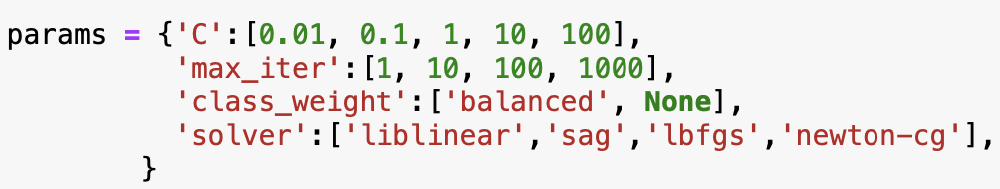 params = {'C':[0.01, 0.1, 1, 10, 100],
'max_iter':[1, 10, 100, 1000],
'class_weight':['balanced', None],
'solver':['liblinear','sag','lbfgs','newton-cg'],
}